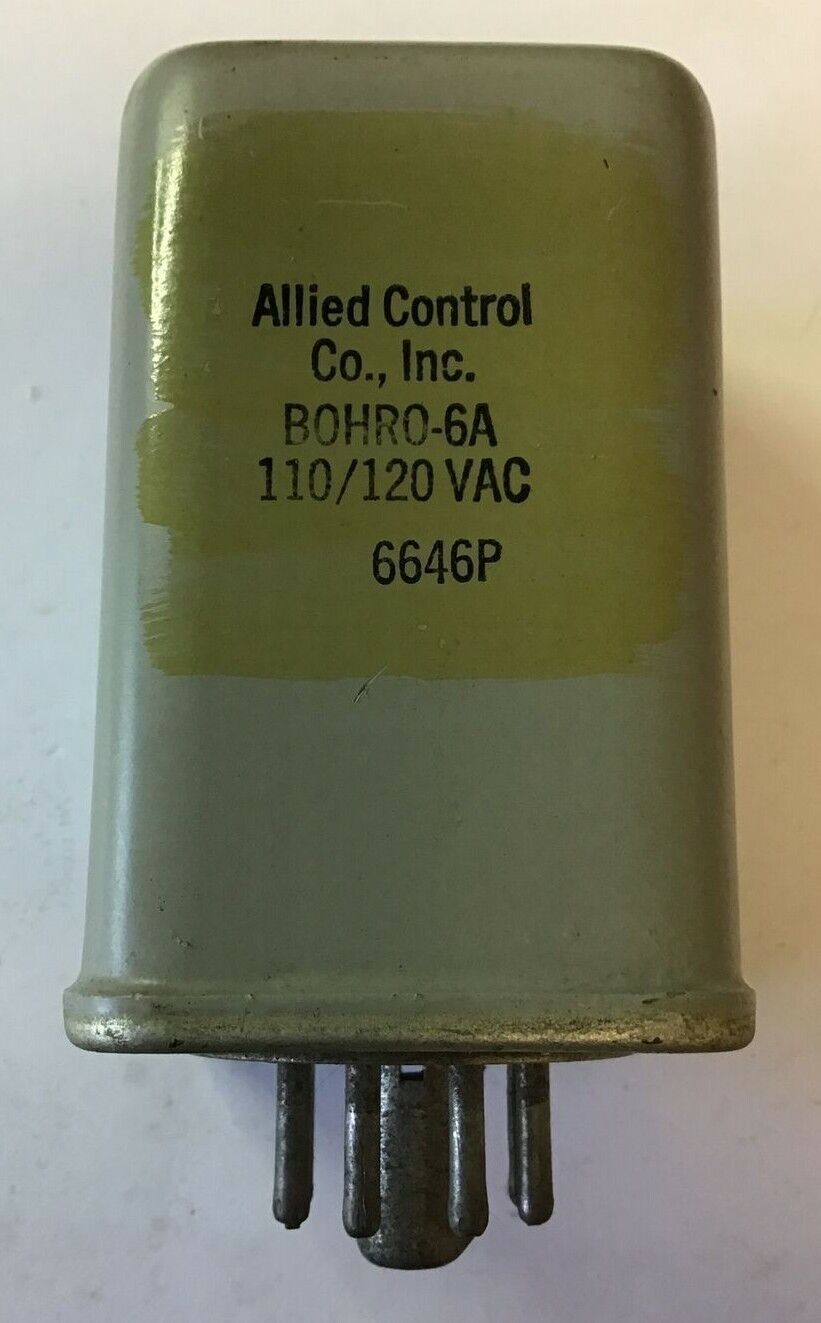 Allied Control
Co., Inc.
BOHRO-6A
110/120 VAC
6646P